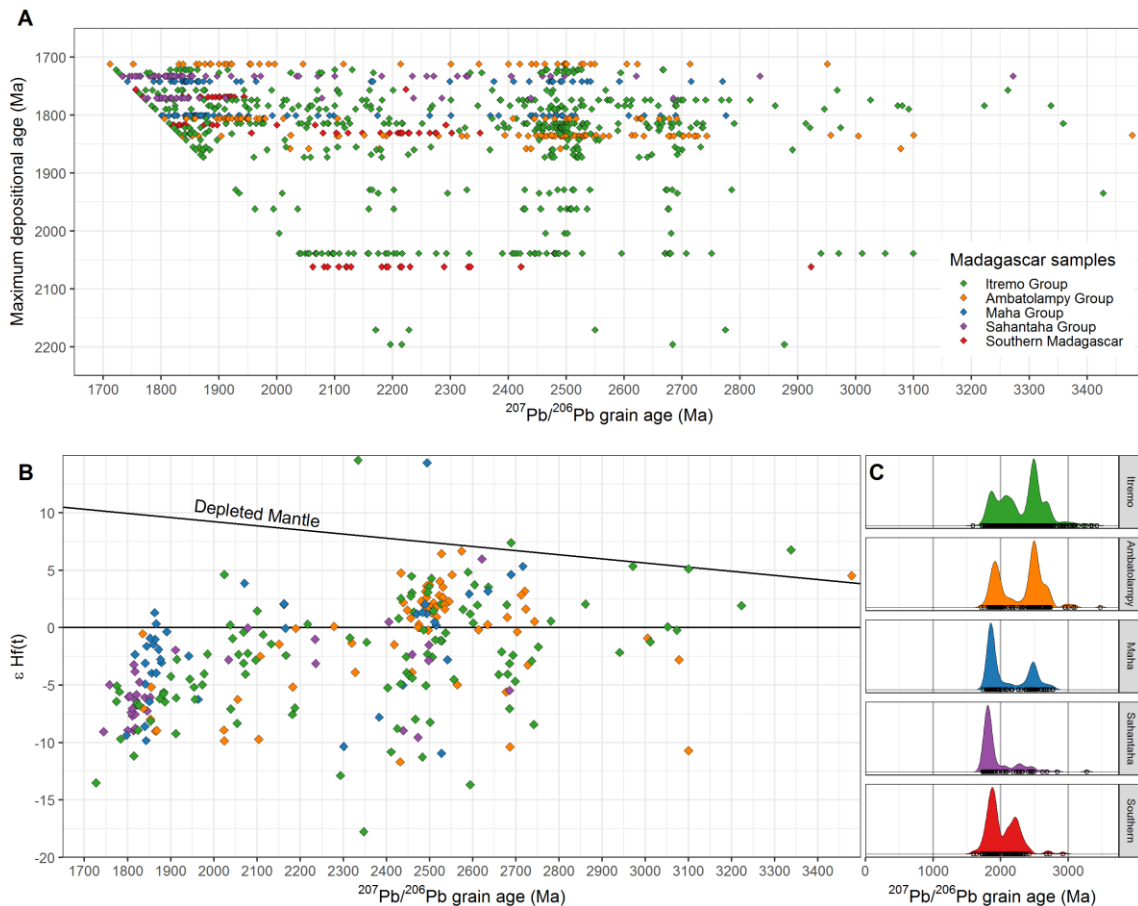 A
Maximum depositional age (Ma)
1700
1800
1900
2000
2100
2200
Madagascar samples
Itremo Group
Ambatolampy Group
Maha Group
Sahantaha Group
Southern Madagascar
1700 1800 1900 2000 2100 2200 2300 2400 2500 2600 2700 2800 2900 3000 3100 3200 3300 3400
²⁰⁷Pb/²⁰⁶Pb grain age (Ma)
B
ε Hf(t)
10
5
0
-5
-10
-15
-20
Depleted Mantle
1700 1800 1900 2000 2100 2200 2300 2400 2500 2600 2700 2800 2900 3000 3100 3200 3300 3400
²⁰⁷Pb/²⁰⁶Pb grain age (Ma)
C
Itremo
Ambatolampy
Maha
Sahantaha
Southern
0 1000 2000 3000
²⁰⁷Pb/²⁰⁶Pb grain age (Ma)